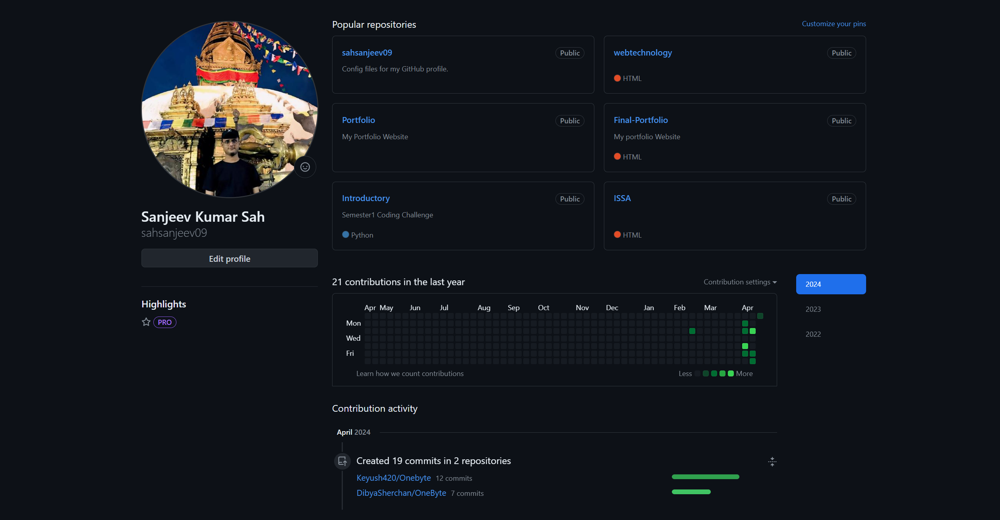 Sanjeev Kumar Sah
sahsanjeev09
Edit profile
Highlights
PRO
Popular repositories
Customize your pins
sahsanjeev09
Public
Config files for my GitHub profile.
webtechnology
Public
HTML
Portfolio
Public
My Portfolio Website
Final-Portfolio
Public
My portfolio Website
HTML
Introductory
Public
Semester1 Coding Challenge
Python
ISSA
Public
HTML
21 contributions in the last year
Contribution settings
2024
2023
2022
Apr May Jun Jul Aug Sep Oct Nov Dec Jan Feb Mar Apr
Mon
Wed
Fri
Learn how we count contributions
Less More
Contribution activity
April 2024
Created 19 commits in 2 repositories
Keyush420/Onebyte 12 commits
DibyaSherchan/OneByte 7 commits